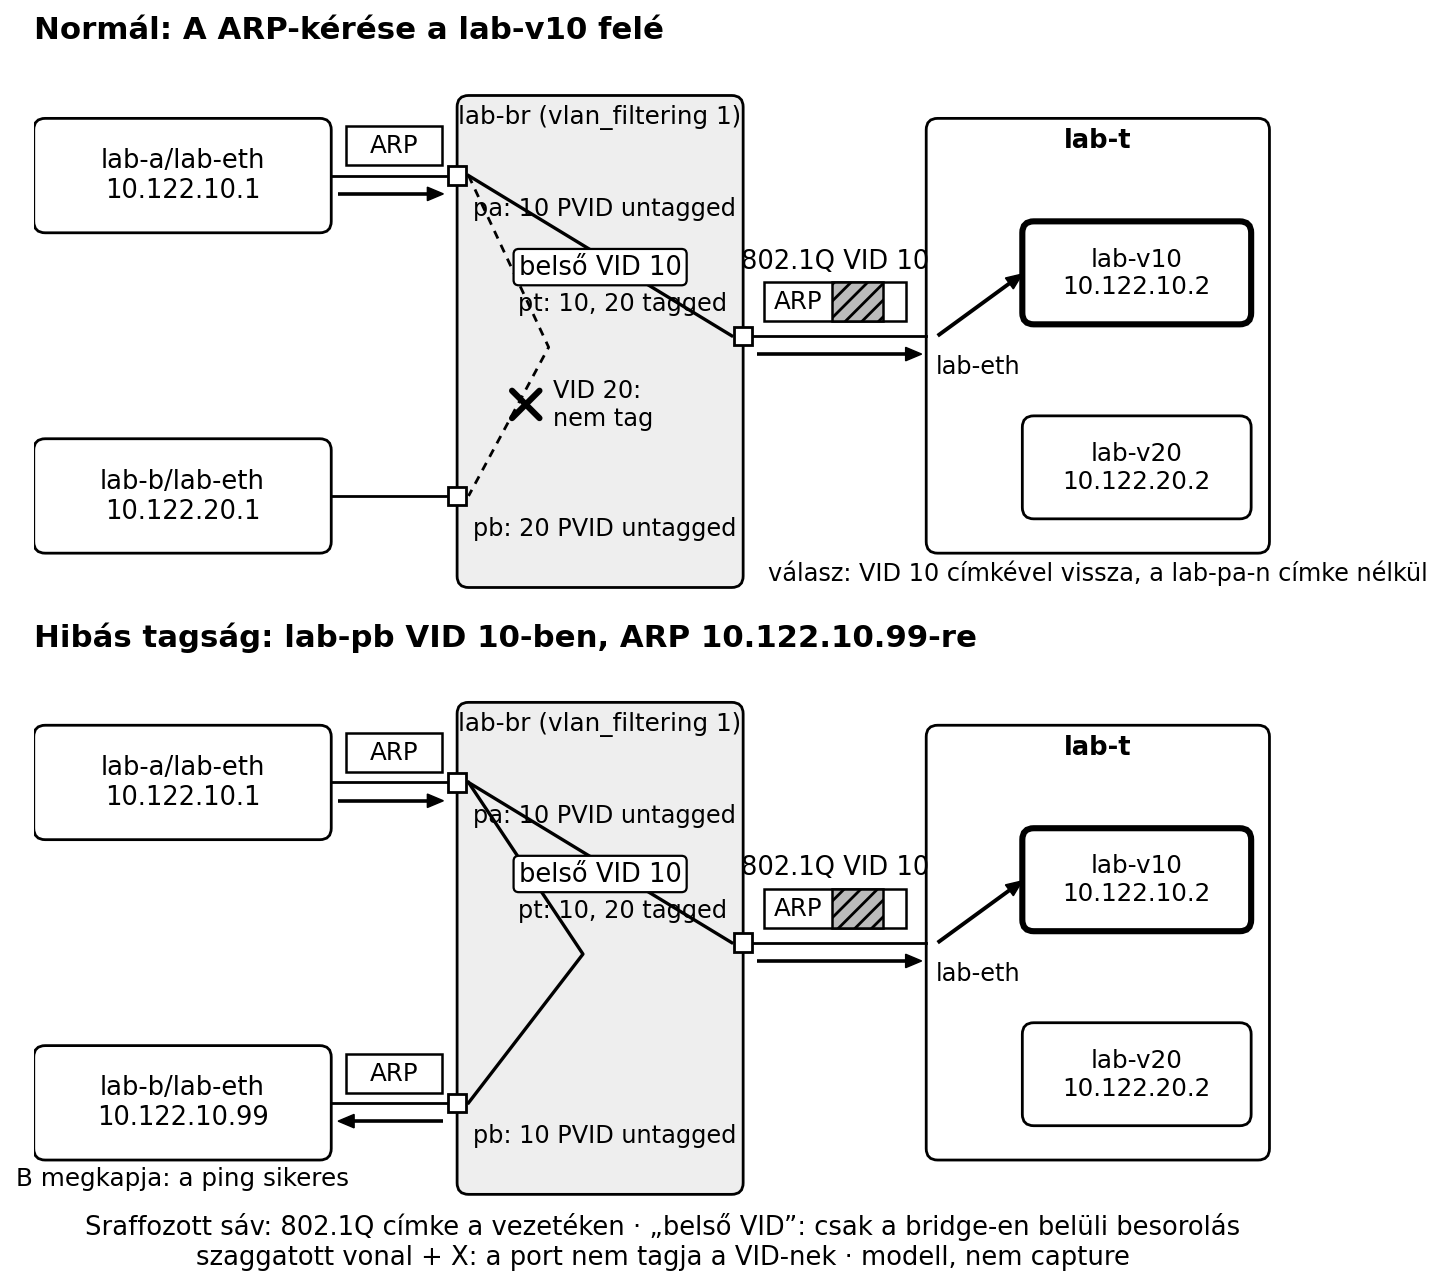 Normál: A ARP-kérése a lab-v10 felé
lab-br (vlan_filtering 1)
lab-t
lab-a/lab-eth
10.122.10.1
ARP
pa: 10 PVID untagged
belső VID 10
pt: 10, 20 tagged
802.1Q VID 10
ARP
lab-v10
10.122.10.2
lab-eth
VID 20:
nem tag
lab-b/lab-eth
10.122.20.1
lab-v20
10.122.20.2
pb: 20 PVID untagged
válasz: VID 10 címkével vissza, a lab-pa-n címke nélkül
Hibás tagság: lab-pb VID 10-ben, ARP 10.122.10.99-re
lab-br (vlan_filtering 1)
lab-t
lab-a/lab-eth
10.122.10.1
ARP
pa: 10 PVID untagged
belső VID 10
pt: 10, 20 tagged
802.1Q VID 10
ARP
lab-v10
10.122.10.2
lab-eth
lab-b/lab-eth
10.122.10.99
ARP
lab-v20
10.122.20.2
pb: 10 PVID untagged
B megkapja: a ping sikeres
Sraffozott sáv: 802.1Q címke a vezetéken · „belső VID”: csak a bridge-en belüli besorolás
szaggatott vonal + X: a port nem tagja a VID-nek · modell, nem capture